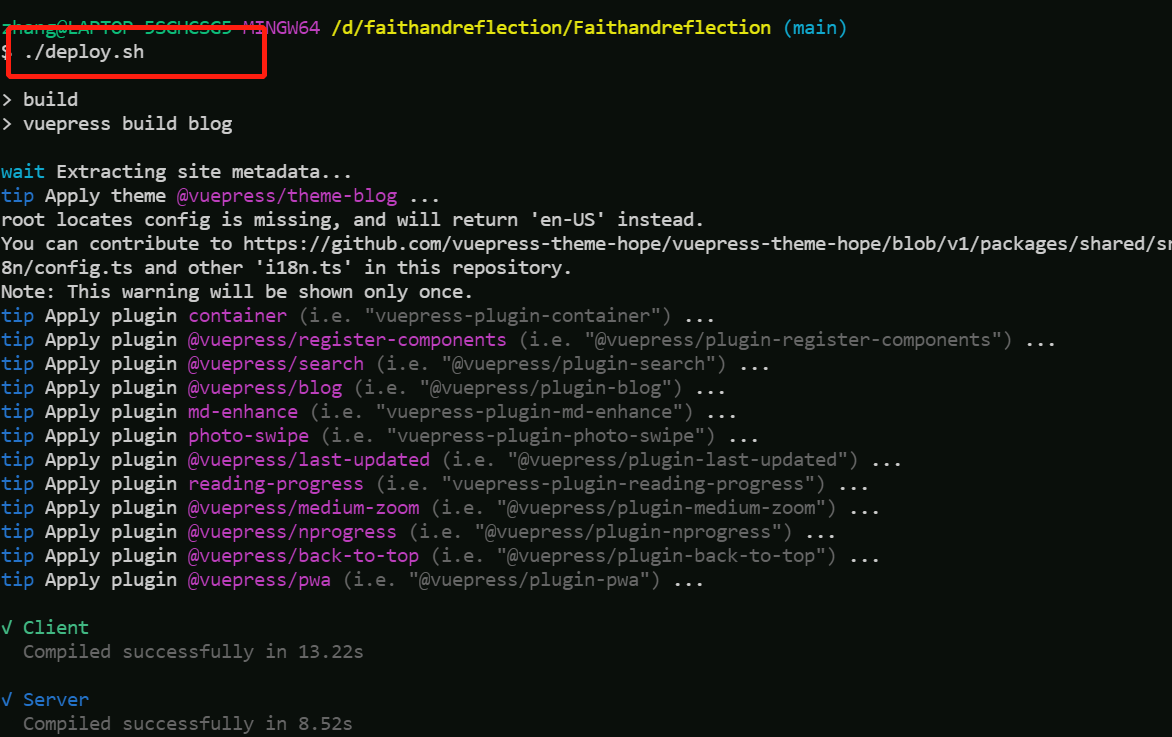 zhang@LAPTOP-5SGHCSG5 MINGW64 /d/faithandreflection/Faithandreflection (main)
$ ./deploy.sh
> build
> vuepress build blog
wait Extracting site metadata...
tip Apply theme @vuepress/theme-blog ...
root locates config is missing, and will return 'en-US' instead.
You can contribute to https://github.com/vuepress-theme-hope/vuepress-theme-hope/blob/v1/packages/shared/sr
8n/config.ts and other 'i18n.ts' in this repository.
Note: This warning will be shown only once.
tip Apply plugin container (i.e. "vuepress-plugin-container") ...
tip Apply plugin @vuepress/register-components (i.e. "@vuepress/plugin-register-components") ...
tip Apply plugin @vuepress/search (i.e. "@vuepress/plugin-search") ...
tip Apply plugin @vuepress/blog (i.e. "@vuepress/plugin-blog") ...
tip Apply plugin md-enhance (i.e. "vuepress-plugin-md-enhance") ...
tip Apply plugin photo-swipe (i.e. "vuepress-plugin-photo-swipe") ...
tip Apply plugin @vuepress/last-updated (i.e. "@vuepress/plugin-last-updated") ...
tip Apply plugin reading-progress (i.e. "vuepress-plugin-reading-progress") ...
tip Apply plugin @vuepress/medium-zoom (i.e. "@vuepress/plugin-medium-zoom") ...
tip Apply plugin @vuepress/nprogress (i.e. "@vuepress/plugin-nprogress") ...
tip Apply plugin @vuepress/back-to-top (i.e. "@vuepress/plugin-back-to-top") ...
tip Apply plugin @vuepress/pwa (i.e. "@vuepress/plugin-pwa") ...
√ Client
Compiled successfully in 13.22s
√ Server
Compiled successfully in 8.52s